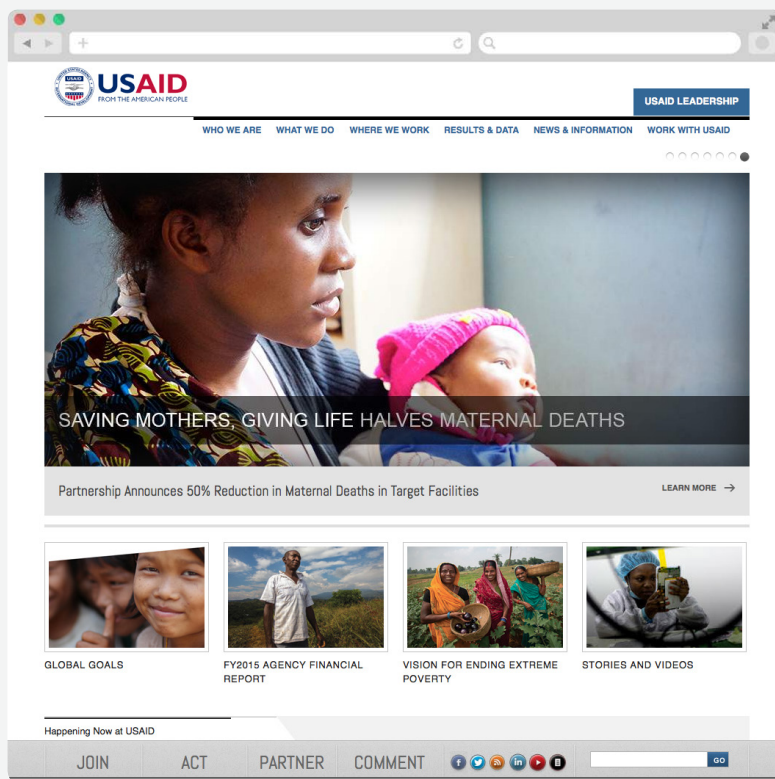 USAID
FROM THE AMERICAN PEOPLE
USAID LEADERSHIP
WHO WE ARE WHAT WE DO WHERE WE WORK RESULTS & DATA NEWS & INFORMATION WORK WITH USAID
SAVING MOTHERS, GIVING LIFE HALVES MATERNAL DEATHS
Partnership Announces 50% Reduction in Maternal Deaths in Target Facilities
LEARN MORE →
GLOBAL GOALS
FY2015 AGENCY FINANCIAL
REPORT
VISION FOR ENDING EXTREME
POVERTY
STORIES AND VIDEOS
Happening Now at USAID
JOIN ACT PARTNER COMMENT GO